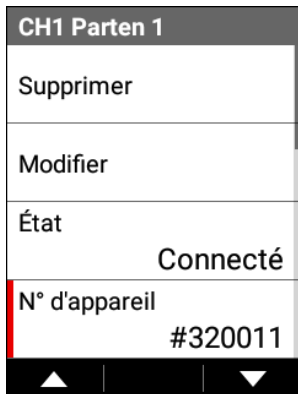 CH1 Parten 1
Supprimer
Modifier
État
Connecté
N° d'appareil
#320011